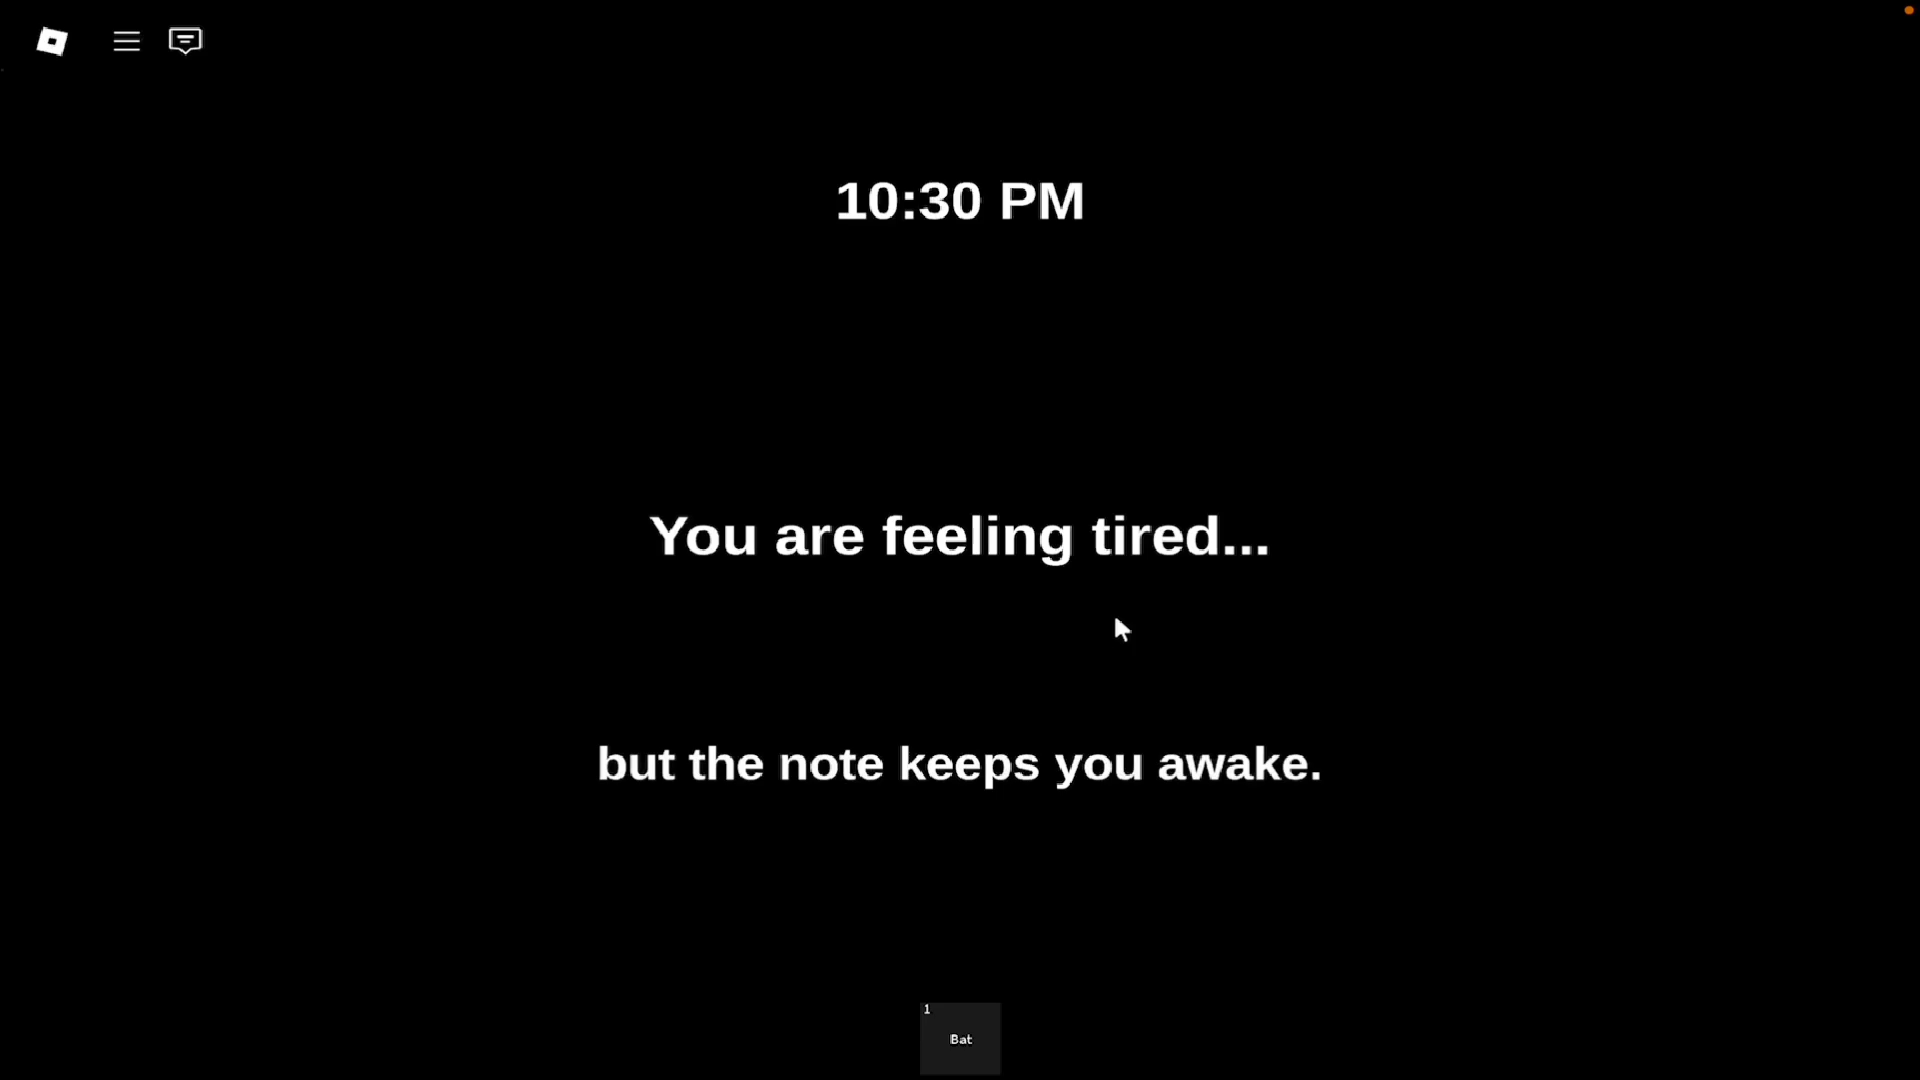 10:30 PM
You are feeling tired...
but the note keeps you awake.
1
Bat